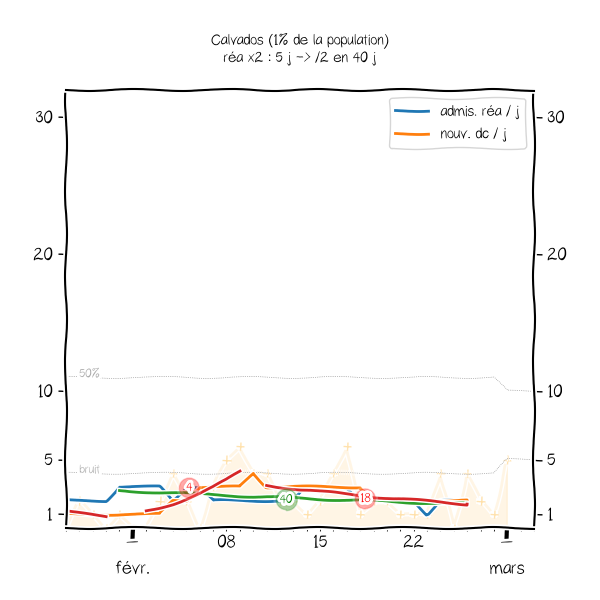 Calvados (1% de la population)
réa x2 : 5 j -> /2 en 40 j
admis. réa / j
nouv. dc / j
30 30
20 20
50%
10 10
bruit
5 5
4
40
18
1 1
08 15 22
févr. mars